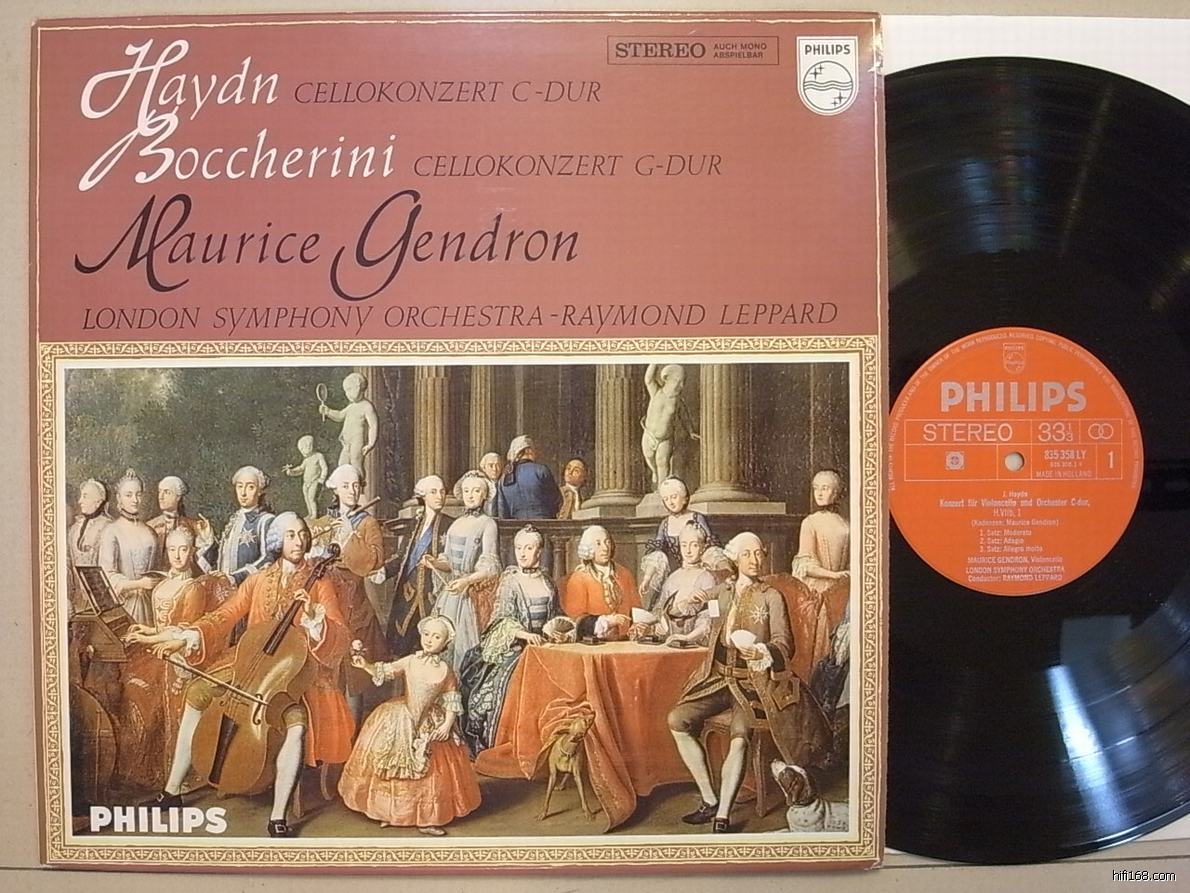 Haydn CELLOKONZERT C-DUR
STEREO AUCH MONO ABSPIELBAR
PHILIPS
Boccherini CELLOKONZERT G-DUR
Maurice Gendron
LONDON SYMPHONY ORCHESTRA-RAYMOND LEPPARD
PHILIPS
PHILIPS
PHILIPS
STEREO 33 1/3
835 358 LY
MADE IN HOLLAND
1
J. Haydn
Konzert für Violoncello und Orchester C-dur,
H.VIIb, 1
(Kadenzen: Maurice Gendron)
1. Satz: Moderato
2. Satz: Adagio
3. Satz: Allegro molto
MAURICE GENDRON, Violoncello
LONDON SYMPHONY ORCHESTRA
Conductor: RAYMOND LEPPARD
hifi168.com